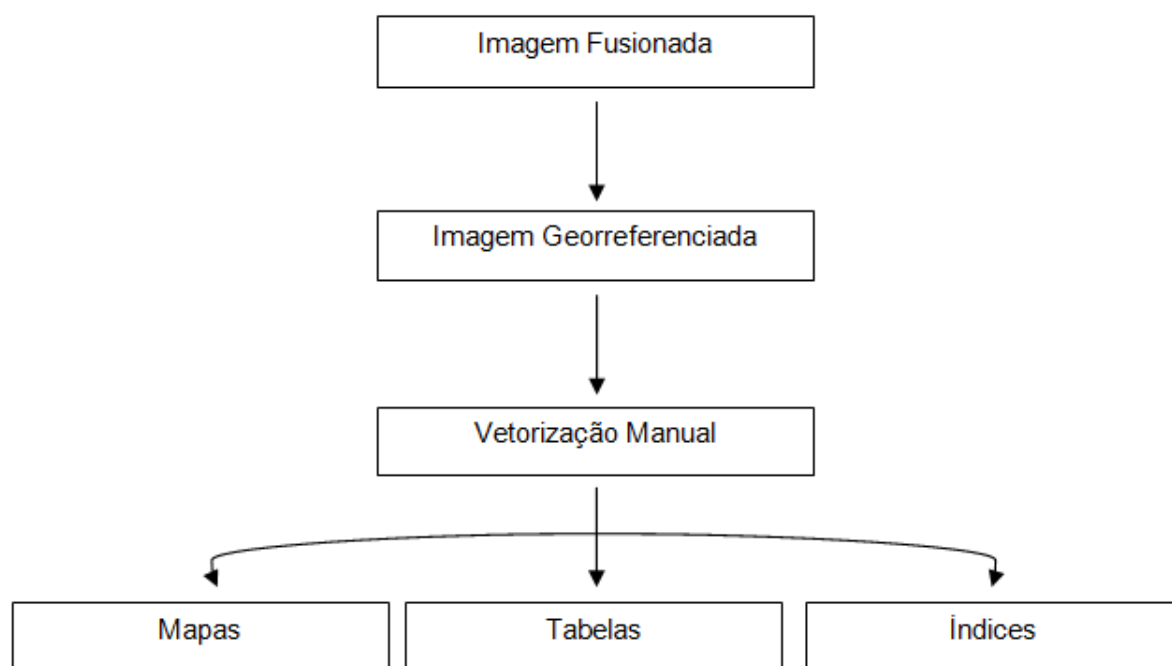 Imagem Fusionada
Imagem Georreferenciada
Vetorização Manual
Mapas
Tabelas
Índices